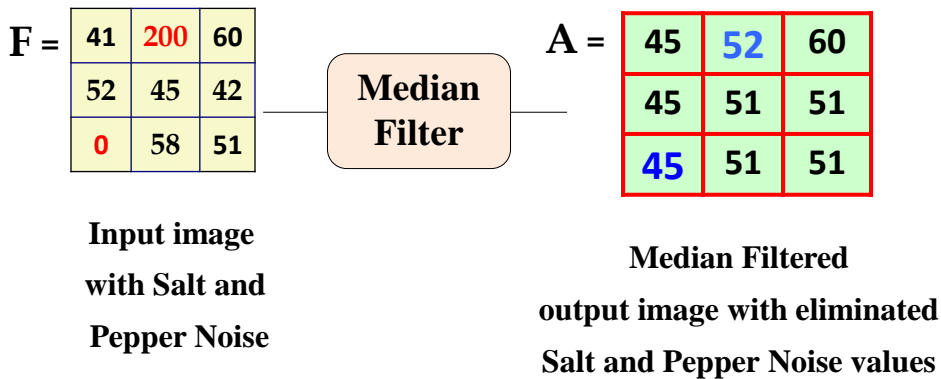 F = 41 200 60
52 45 42
0 58 51
Median
Filter
A = 45 52 60
45 51 51
45 51 51
Input image
with Salt and
Pepper Noise
Median Filtered
output image with eliminated
Salt and Pepper Noise values